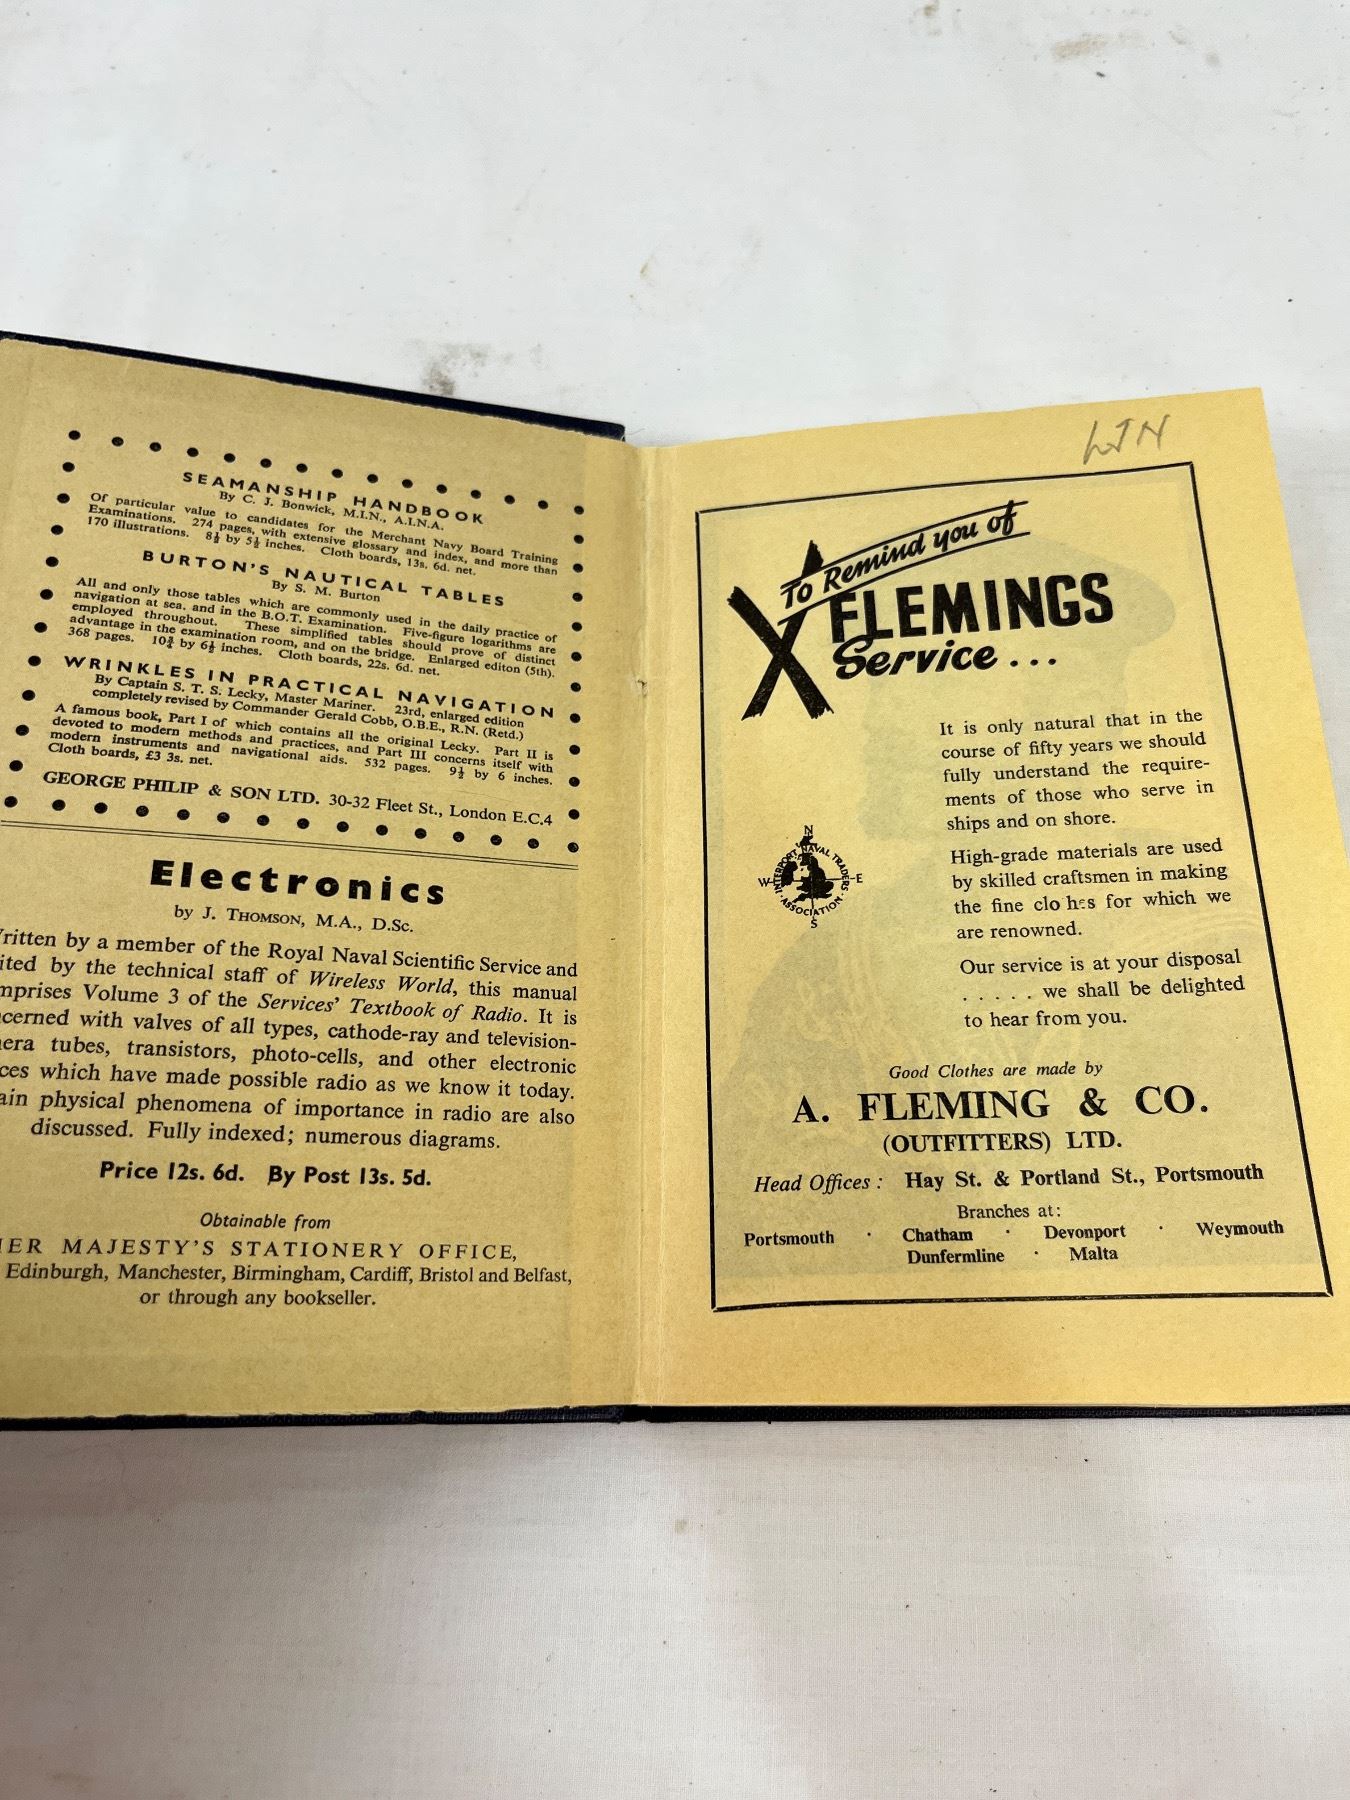 SEAMANSHIP HANDBOOK
By C. J. Bonwick, M.I.N., A.I.N.A.
Of particular value to candidates for the Merchant Navy Board Training
Examinations. 274 pages, with extensive glossary and index, and more than
170 illustrations. 8½ by 5½ inches. Cloth boards, 13s. 6d. net.
BURTON'S NAUTICAL TABLES
By S. M. Burton
All and only those tables which are commonly used in the daily practice of
navigation at sea, and in the B.O.T. Examination. Five-figure logarithms are
employed throughout. These simplified tables should prove of distinct
advantage in the examination room, and on the bridge. Enlarged editon (5th).
368 pages. 10¾ by 6½ inches. Cloth boards, 22s. 6d. net.
WRINKLES IN PRACTICAL NAVIGATION
By Captain S. T. S. Lecky, Master Mariner. 23rd, enlarged edition
completely revised by Commander Gerald Cobb, O.B.E., R.N. (Retd.)
A famous book, Part I of which contains all the original Lecky. Part II is
devoted to modern methods and practices, and Part III concerns itself with
modern instruments and navigational aids. 532 pages. 9½ by 6 inches.
Cloth boards, £3 3s. net.
GEORGE PHILIP & SON LTD. 30-32 Fleet St., London E.C.4
Electronics
by J. THOMSON, M.A., D.Sc.
ritten by a member of the Royal Naval Scientific Service and
ited by the technical staff of Wireless World, this manual
mprises Volume 3 of the Services' Textbook of Radio. It is
cerned with valves of all types, cathode-ray and television-
era tubes, transistors, photo-cells, and other electronic
ces which have made possible radio as we know it today.
ain physical phenomena of importance in radio are also
discussed. Fully indexed; numerous diagrams.
Price 12s. 6d. By Post 13s. 5d.
Obtainable from
HER MAJESTY'S STATIONERY OFFICE,
Edinburgh, Manchester, Birmingham, Cardiff, Bristol and Belfast,
or through any bookseller.
To Remind you of
FLEMINGS
Service...
It is only natural that in the
course of fifty years we should
fully understand the require-
ments of those who serve in
ships and on shore.
N
W E
S
INTERPORT NAVAL TRADERS
· ASSOCIATION ·
High-grade materials are used
by skilled craftsmen in making
the fine clo hes for which we
are renowned.
Our service is at your disposal
. . . . . we shall be delighted
to hear from you.
Good Clothes are made by
A. FLEMING & CO.
(OUTFITTERS) LTD.
Head Offices: Hay St. & Portland St., Portsmouth
Branches at:
Portsmouth · Chatham · Devonport · Weymouth
Dunfermline · Malta